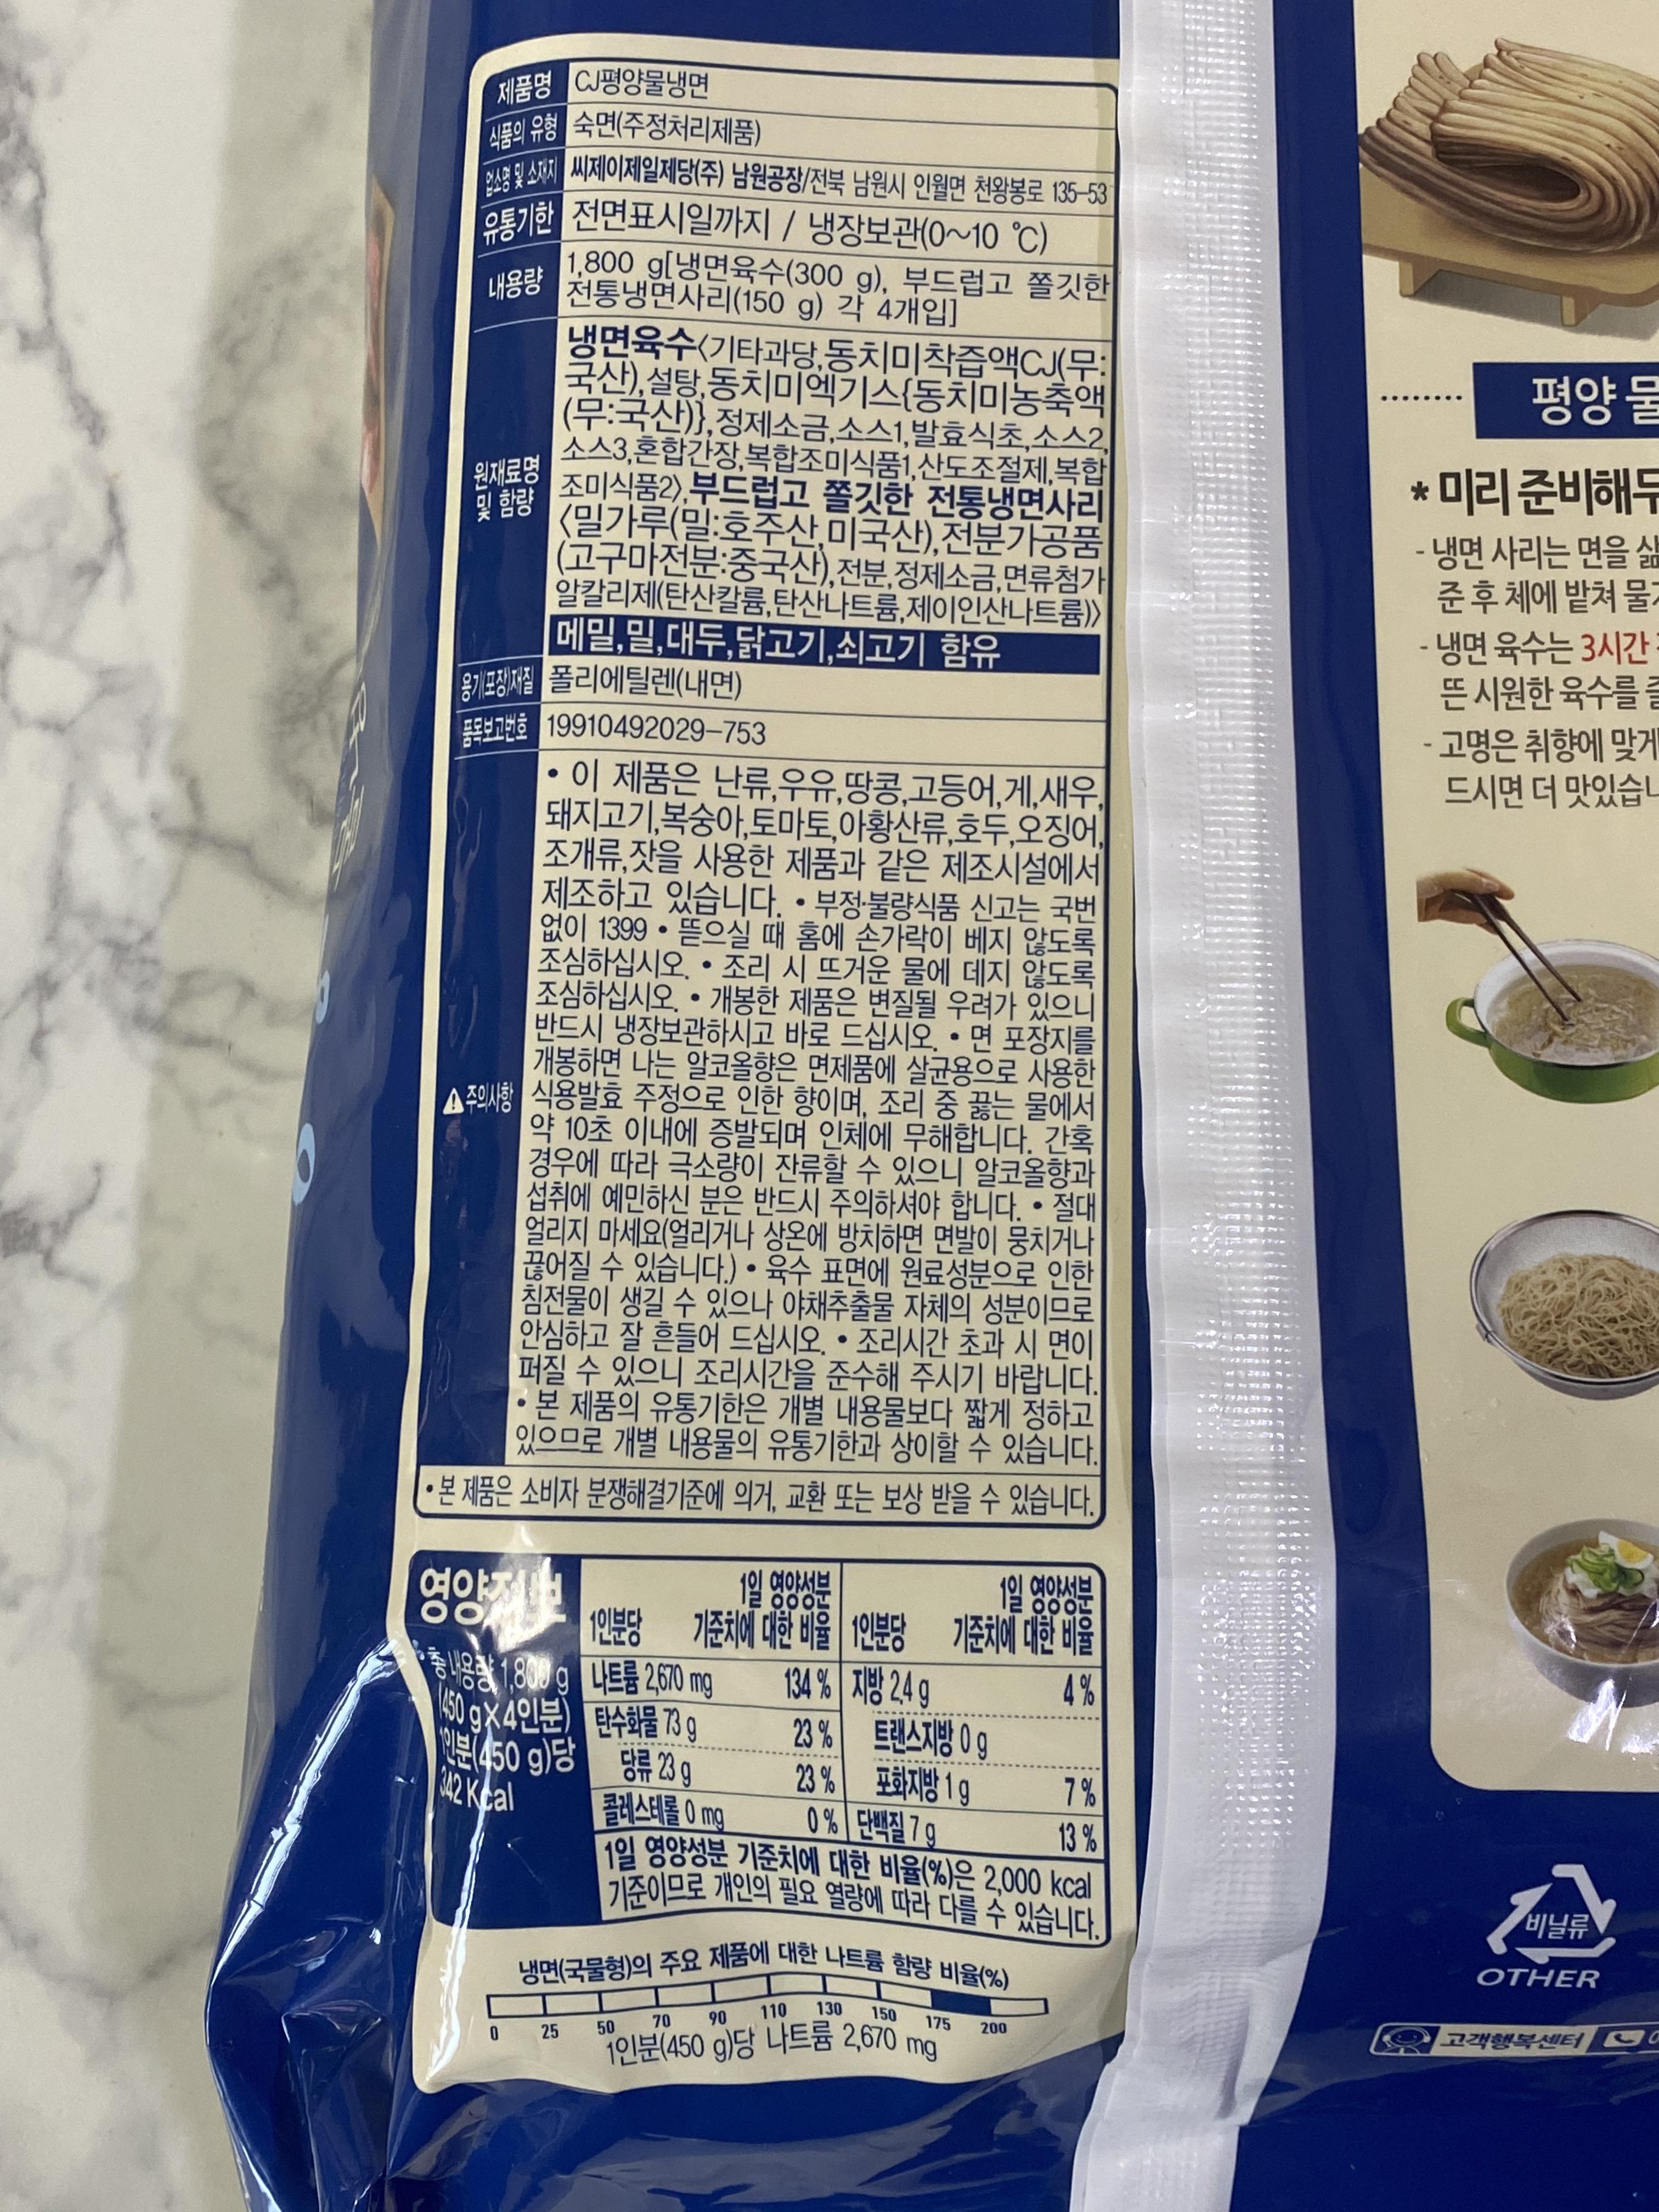 제품명 CJ평양물냉면
식품의 유형 숙면(주정처리제품)
업소명 및 소재지 씨제이제일제당(주) 남원공장/전북 남원시 인월면 천왕봉로 135-53
유통기한 전면표시일까지 / 냉장보관(0~10 ℃)
내용량 1,800 g[냉면육수(300 g), 부드럽고 쫄깃한
전통냉면사리(150 g) 각 4개입]
원재료명
및 함량
냉면육수<기타과당,동치미착즙액CJ(무:
국산),설탕,동치미엑기스{동치미농축액
(무:국산)},정제소금,소스1,발효식초,소스2,
소스3,혼합간장,복합조미식품1,산도조절제,복합
조미식품2>,부드럽고 쫄깃한 전통냉면사리
<밀가루(밀:호주산,미국산),전분가공품
(고구마전분:중국산),전분,정제소금,면류첨가
알칼리제(탄산칼륨,탄산나트륨,제이인산나트륨)>
메밀,밀,대두,닭고기,쇠고기 함유
용기(포장)재질 폴리에틸렌(내면)
품목보고번호 19910492029-753
⚠주의사항
• 이 제품은 난류,우유,땅콩,고등어,게,새우,
돼지고기,복숭아,토마토,아황산류,호두,오징어,
조개류,잣을 사용한 제품과 같은 제조시설에서
제조하고 있습니다. • 부정·불량식품 신고는 국번
없이 1399 • 뜯으실 때 홈에 손가락이 베지 않도록
조심하십시오. • 조리 시 뜨거운 물에 데지 않도록
조심하십시오. • 개봉한 제품은 변질될 우려가 있으니
반드시 냉장보관하시고 바로 드십시오. • 면 포장지를
개봉하면 나는 알코올향은 면제품에 살균용으로 사용한
식용발효 주정으로 인한 향이며, 조리 중 끓는 물에서
약 10초 이내에 증발되며 인체에 무해합니다. 간혹
경우에 따라 극소량이 잔류할 수 있으니 알코올향과
섭취에 예민하신 분은 반드시 주의하셔야 합니다. • 절대
얼리지 마세요(얼리거나 상온에 방치하면 면발이 뭉치거나
끊어질 수 있습니다.) • 육수 표면에 원료성분으로 인한
침전물이 생길 수 있으나 야채추출물 자체의 성분이므로
안심하고 잘 흔들어 드십시오. • 조리시간 초과 시 면이
퍼질 수 있으니 조리시간을 준수해 주시기 바랍니다.
• 본 제품의 유통기한은 개별 내용물보다 짧게 정하고
있으므로 개별 내용물의 유통기한과 상이할 수 있습니다.
• 본 제품은 소비자 분쟁해결기준에 의거, 교환 또는 보상 받을 수 있습니다.
영양정보
총 내용량 1,800 g
(450 g×4인분)
1인분(450 g)당
342 Kcal
1인분당 1일 영양성분 기준치에 대한 비율 1인분당 1일 영양성분 기준치에 대한 비율
나트륨 2,670 mg 134 % 지방 2.4 g 4 %
탄수화물 73 g 23 % 트랜스지방 0 g
당류 23 g 23 % 포화지방 1 g 7 %
콜레스테롤 0 mg 0 % 단백질 7 g 13 %
1일 영양성분 기준치에 대한 비율(%)은 2,000 kcal
기준이므로 개인의 필요 열량에 따라 다를 수 있습니다.
냉면(국물형)의 주요 제품에 대한 나트륨 함량 비율(%)
0 25 50 70 90 110 130 150 175 200
1인분(450 g)당 나트륨 2,670 mg
평양 물
* 미리 준비해두
- 냉면 사리는 면을 삶
준 후 체에 받쳐 물
- 냉면 육수는 3시간
뜬 시원한 육수를 즐
- 고명은 취향에 맞게
드시면 더 맛있습니
비닐류
OTHER
고객행복센터